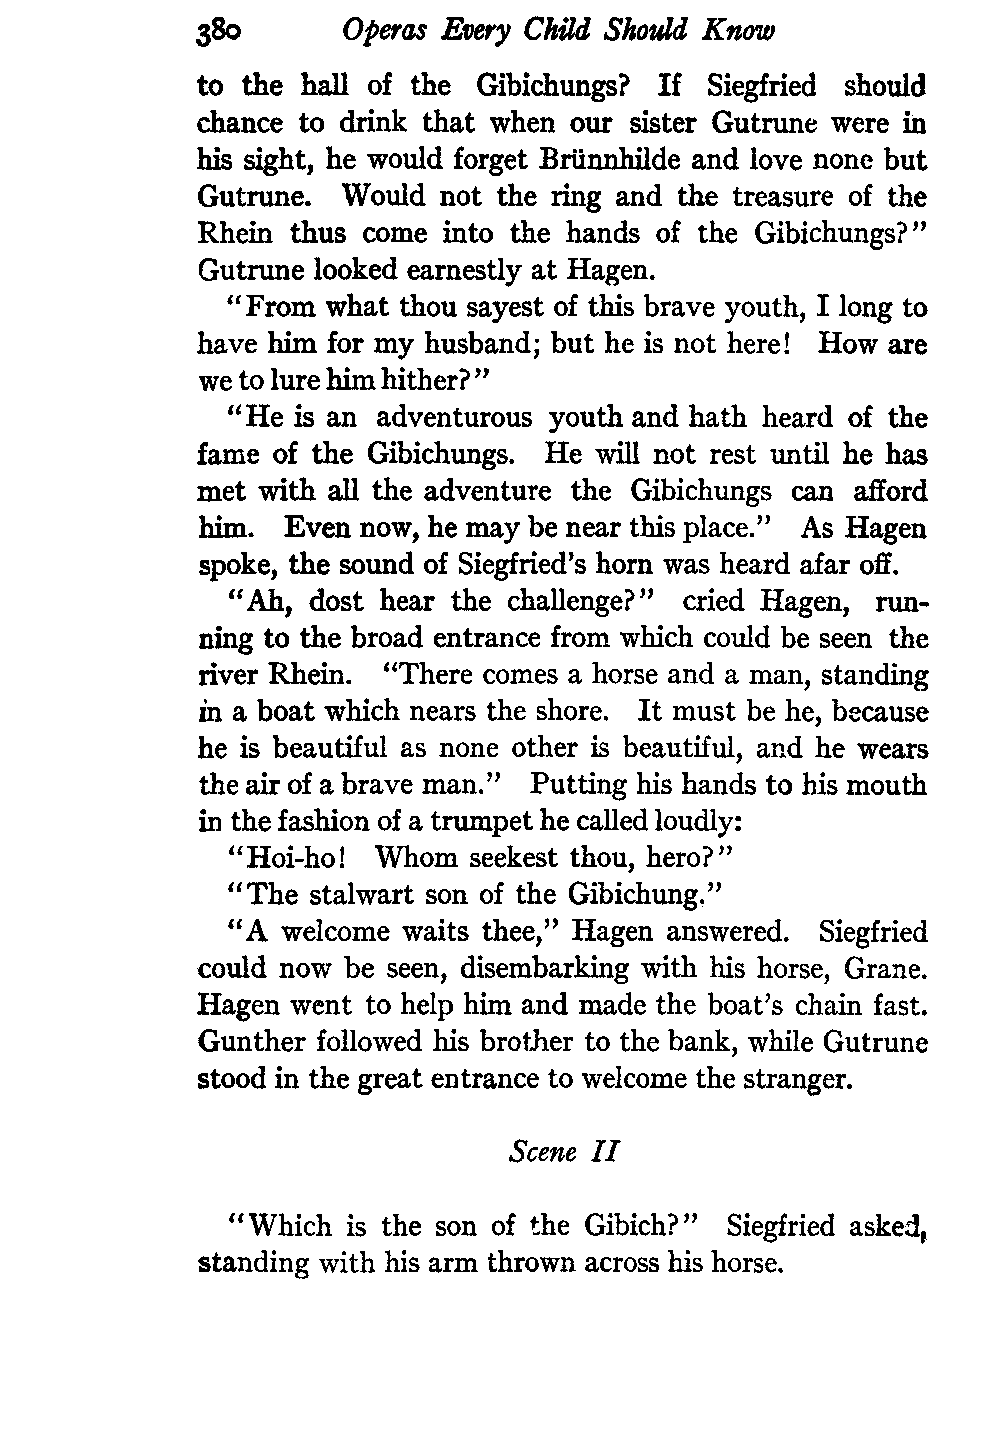 380 Operas Every Child Should Know
to the hall of the Gibichungs? If Siegfried should
chance to drink that when our sister Gutrune were in
his sight, he would forget Brünnhilde and love none but
Gutrune. Would not the ring and the treasure of the
Rhein thus come into the hands of the Gibichungs?"
Gutrune looked earnestly at Hagen.
"From what thou sayest of this brave youth, I long to
have him for my husband; but he is not here! How are
we to lure him hither?"
"He is an adventurous youth and hath heard of the
fame of the Gibichungs. He will not rest until he has
met with all the adventure the Gibichungs can afford
him. Even now, he may be near this place." As Hagen
spoke, the sound of Siegfried's horn was heard afar off.
"Ah, dost hear the challenge?" cried Hagen, run-
ning to the broad entrance from which could be seen the
river Rhein. "There comes a horse and a man, standing
in a boat which nears the shore. It must be he, because
he is beautiful as none other is beautiful, and he wears
the air of a brave man." Putting his hands to his mouth
in the fashion of a trumpet he called loudly:
"Hoi-ho! Whom seekest thou, hero?"
"The stalwart son of the Gibichung."
"A welcome waits thee," Hagen answered. Siegfried
could now be seen, disembarking with his horse, Grane.
Hagen went to help him and made the boat's chain fast.
Gunther followed his brother to the bank, while Gutrune
stood in the great entrance to welcome the stranger.
Scene II
"Which is the son of the Gibich?" Siegfried asked,
standing with his arm thrown across his horse.